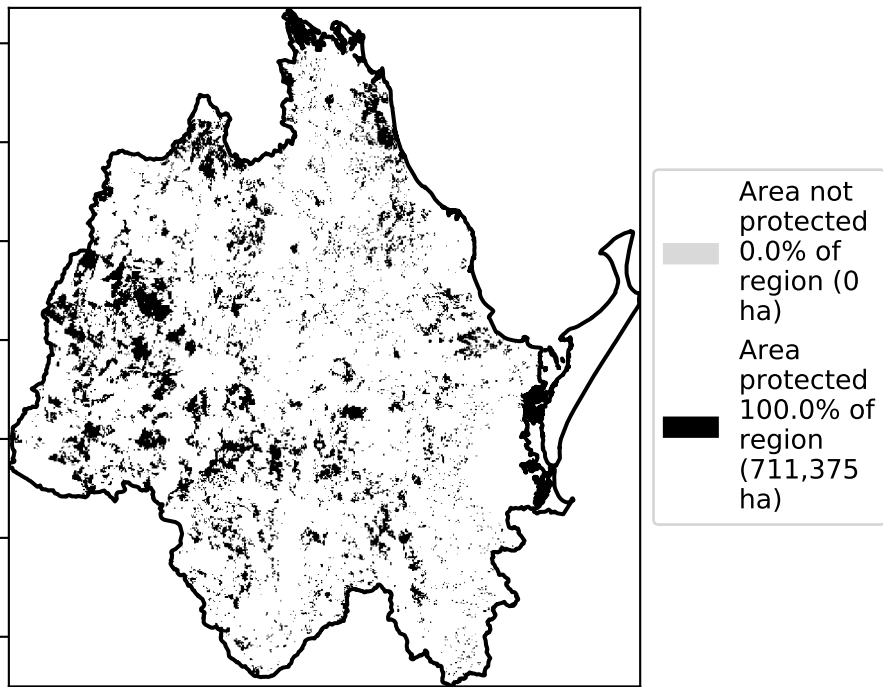 Area not
protected
0.0% of
region (0
ha)
Area
protected
100.0% of
region
(711,375
ha)